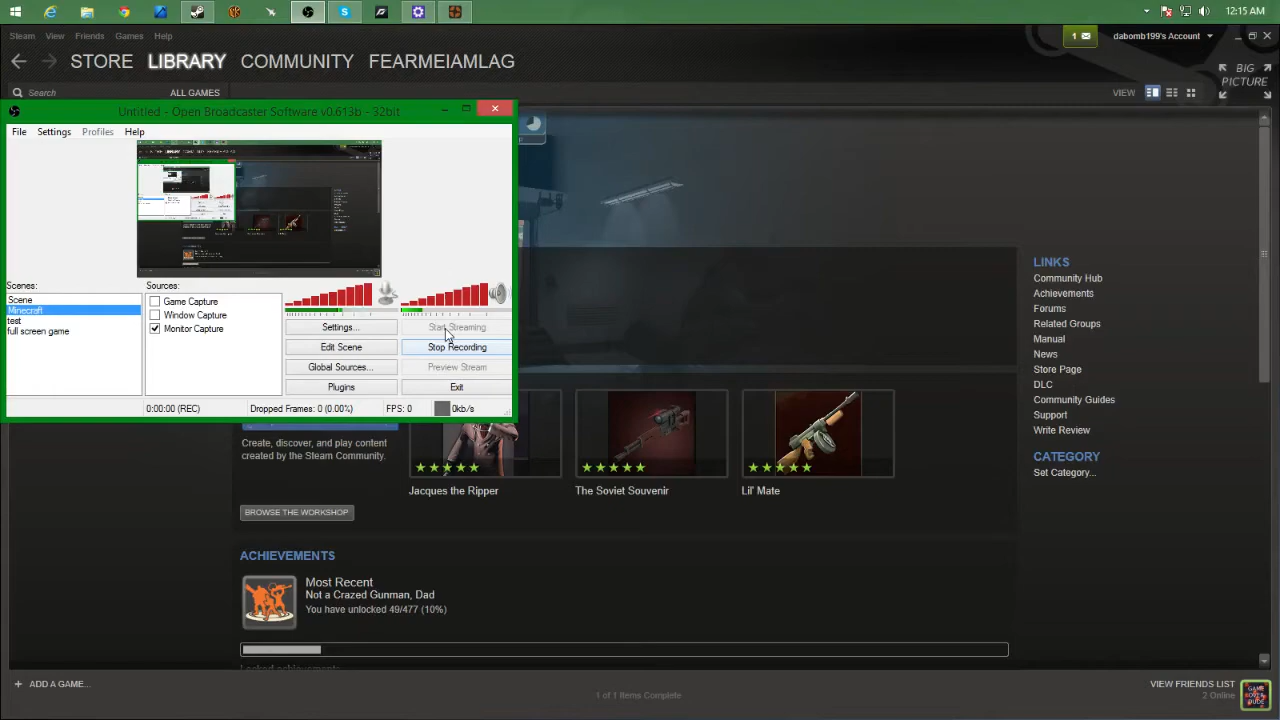 12:15 AM
Steam View Friends Games Help
1
dabomb199's Account
STORE LIBRARY COMMUNITY FEARMEIAMLAG
BIG PICTURE
Search
ALL GAMES
VIEW
Untitled - Open Broadcaster Software v0.613b - 32bit
File Settings Profiles Help
Scenes:
Scene
Minecraft
test
full screen game
Sources:
Game Capture
Window Capture
Monitor Capture
Settings...
Start Streaming
Edit Scene
Stop Recording
Global Sources...
Preview Stream
Plugins
Exit
0:00:00 (REC)
Dropped Frames: 0 (0.00%)
FPS: 0
0kb/s
LINKS
Community Hub
Achievements
Forums
Related Groups
Manual
News
Store Page
DLC
Community Guides
Support
Write Review
CATEGORY
Set Category...
Create, discover, and play content
created by the Steam Community.
BROWSE THE WORKSHOP
Jacques the Ripper
The Soviet Souvenir
Lil' Mate
ACHIEVEMENTS
Most Recent
Not a Crazed Gunman, Dad
You have unlocked 49/477 (10%)
+ ADD A GAME...
1 of 1 Items Complete
VIEW FRIENDS LIST
2 Online
GAME OVER DUDE